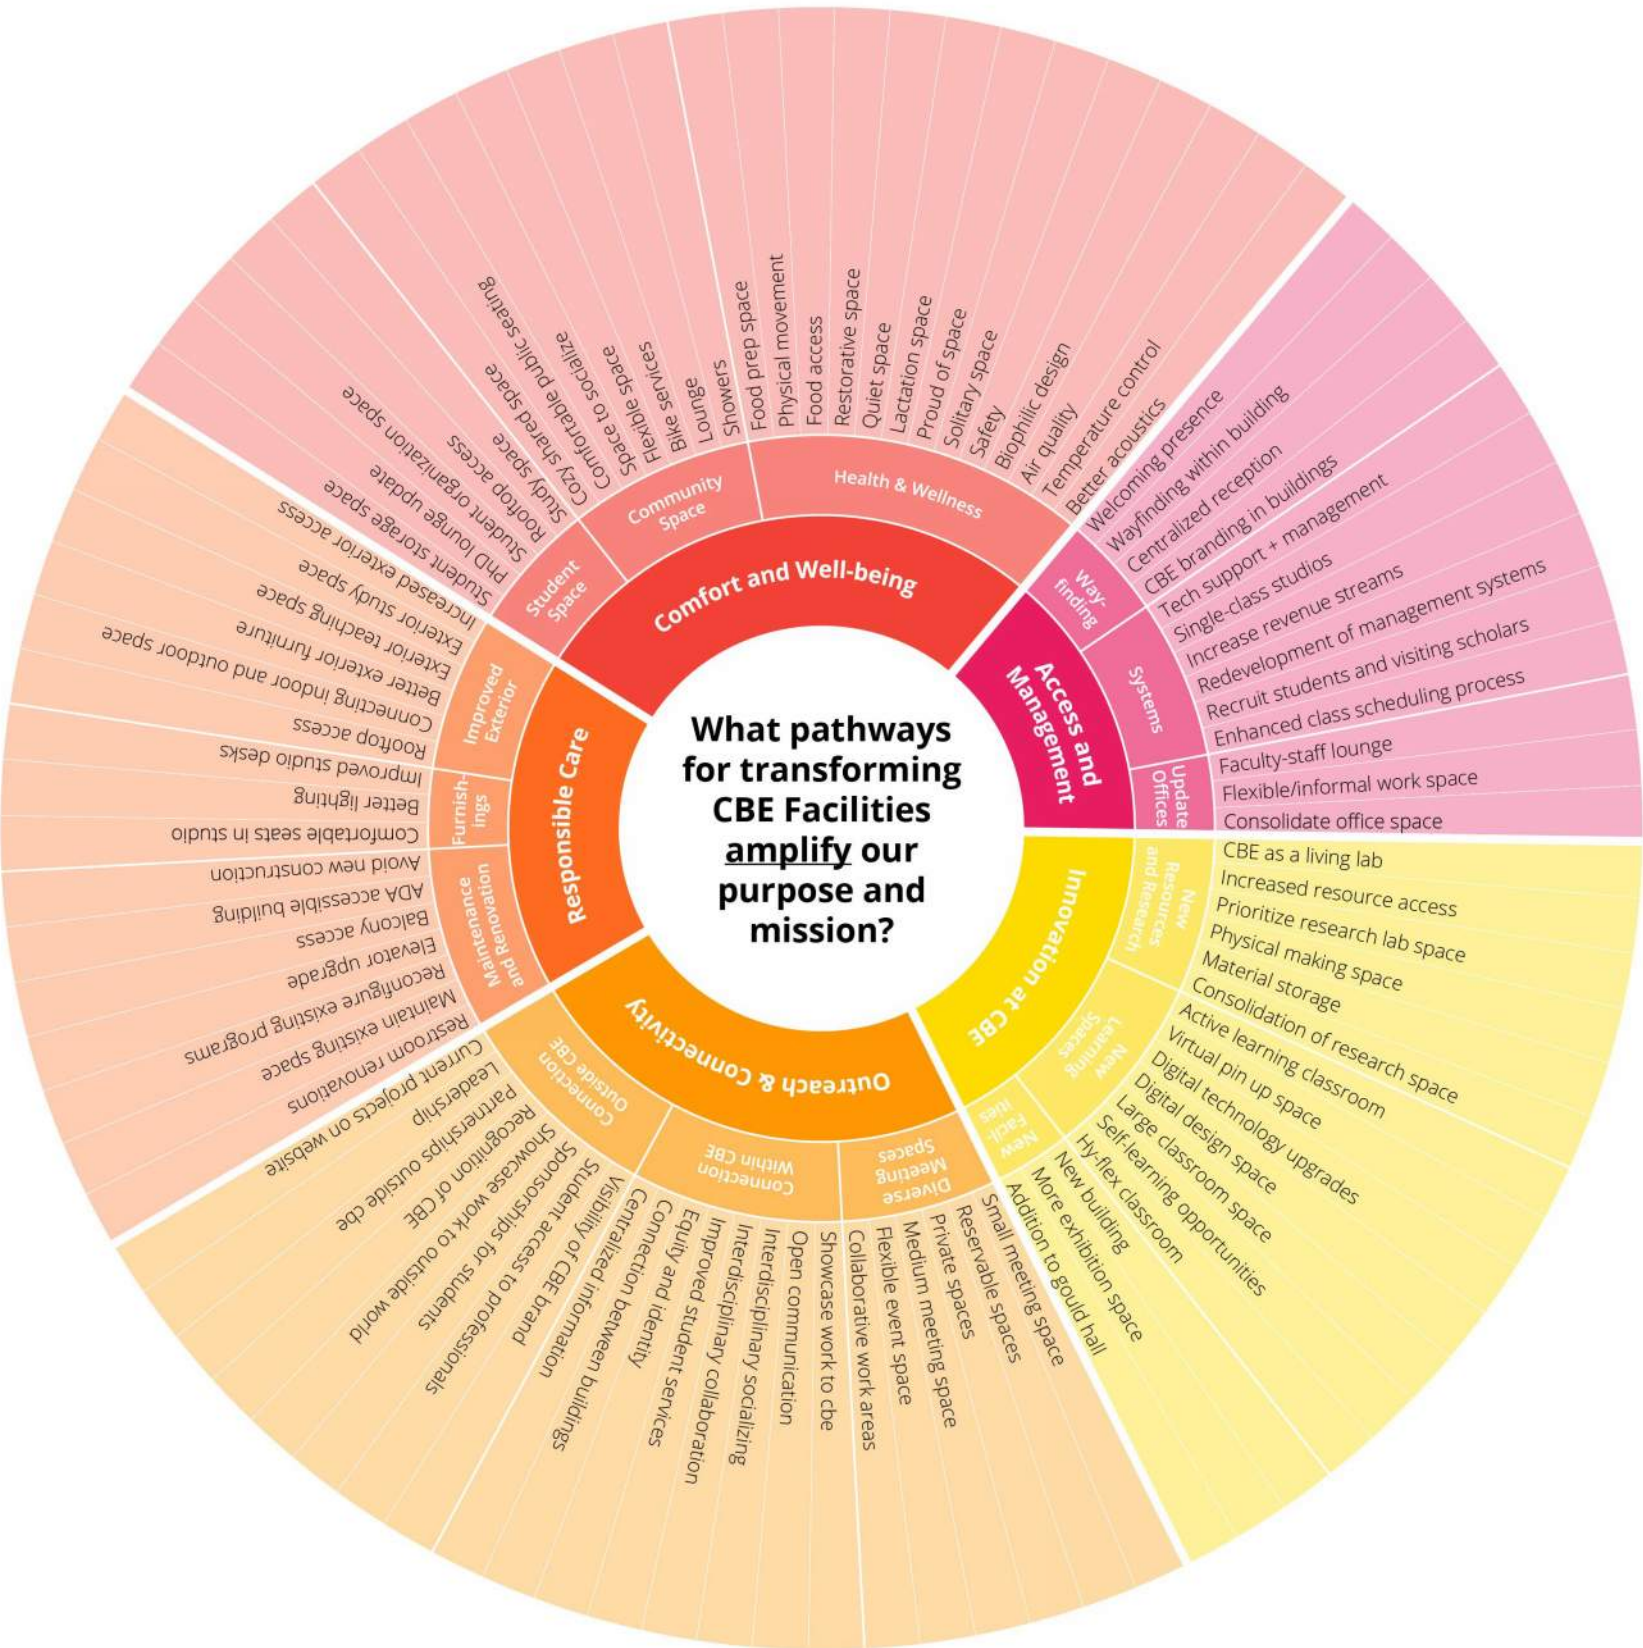 What pathways
for transforming
CBE Facilities
amplify our
purpose and
mission?
Comfort and Well-being
Student
Space
Student storage space
PhD lounge update
Student organization space
Rooftop access
Study space
Community
Space
Cozy shared space
Comfortable public seating
Space to socialize
Flexible space
Bike services
Lounge
Showers
Health & Wellness
Food prep space
Physical movement
Food access
Restorative space
Quiet space
Lactation space
Proud of space
Solitary space
Safety
Biophilic design
Air quality
Temperature control
Better acoustics
Access and
Management
Way-
finding
Welcoming presence
Wayfinding within building
Centralized reception
CBE branding in buildings
Systems
Tech support + management
Single-class studios
Increase revenue streams
Redevelopment of management systems
Recruit students and visiting scholars
Enhanced class scheduling process
Update
Offices
Faculty-staff lounge
Flexible/informal work space
Consolidate office space
Innovation at CBE
New
Resources
and Research
CBE as a living lab
Increased resource access
Prioritize research lab space
Physical making space
Material storage
Consolidation of research space
New
Learning
Spaces
Active learning classroom
Virtual pin up space
Digital technology upgrades
Digital design space
Large classroom space
Self-learning opportunities
Hy-flex classroom
New
Facil-
ities
New building
More exhibition space
Addition to gould hall
Outreach & Connectivity
Diverse
Meeting
Spaces
Small meeting space
Reservable spaces
Private spaces
Medium meeting space
Flexible event space
Collaborative work areas
Connection
Within CBE
Showcase work to cbe
Open communication
Interdisciplinary socializing
Interdisciplinary collaboration
Improved student services
Equity and identity
Connection between buildings
Centralized information
Connection
Outside CBE
Visibility of CBE brand
Student access to professionals
Sponsorships for students
Showcase work to outside world
Recognition of CBE
Partnerships outside cbe
Leadership
Current projects on website
Responsible Care
Maintenance
and Renovation
Restroom renovations
Maintain existing space
Reconfigure existing programs
Elevator upgrade
Balcony access
ADA accessible building
Avoid new construction
Furnish-
ings
Comfortable seats in studio
Better lighting
Improved studio desks
Improved
Exterior
Rooftop access
Connecting indoor and outdoor space
Better exterior furniture
Exterior teaching space
Exterior study space
Increased exterior access